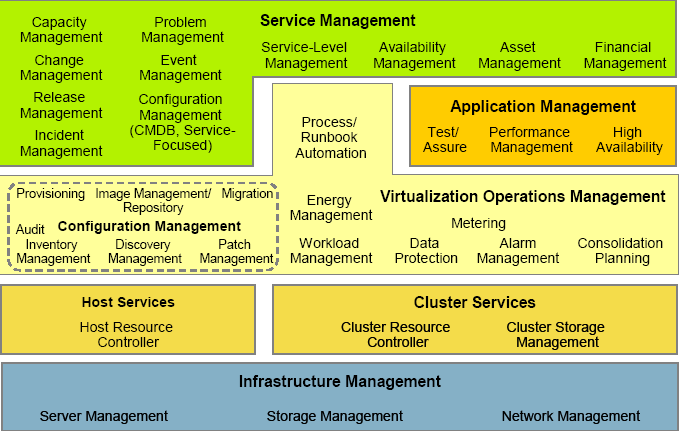 Service Management
Capacity
Management
Problem
Management
Change
Management
Event
Management
Release
Management
Configuration
Management
(CMDB, Service-
Focused)
Incident
Management
Service-Level
Management
Availability
Management
Asset
Management
Financial
Management
Process/
Runbook
Automation
Application Management
Test/
Assure
Performance
Management
High
Availability
Provisioning
Image Management/
Repository
Migration
Audit
Configuration Management
Inventory
Management
Discovery
Management
Patch
Management
Energy
Management
Virtualization Operations Management
Metering
Workload
Management
Data
Protection
Alarm
Management
Consolidation
Planning
Host Services
Host Resource
Controller
Cluster Services
Cluster Resource
Controller
Cluster Storage
Management
Infrastructure Management
Server Management
Storage Management
Network Management